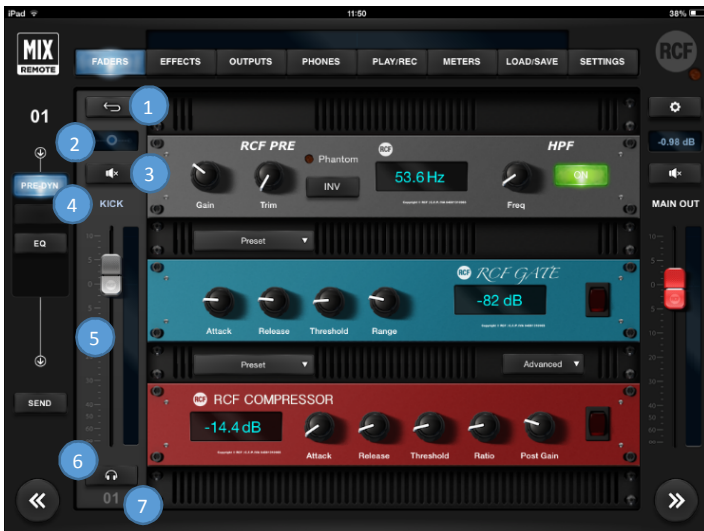 iPad 11:50 38%
MIX
REMOTE
FADERS EFFECTS OUTPUTS PHONES PLAY/REC METERS LOAD/SAVE SETTINGS
RCF
01
1
2
-0.98 dB
RCF PRE RCF HPF
Phantom
3
INV
53.6 Hz
ON
Gain Trim Freq
PRE-DYN
4
KICK
MAIN OUT
EQ
Preset
RCF RCF GATE
-82 dB
Attack Release Threshold Range
5
Preset Advanced
RCF RCF COMPRESSOR
-14.4 dB
Attack Release Threshold Ratio Post Gain
SEND
6
01
7